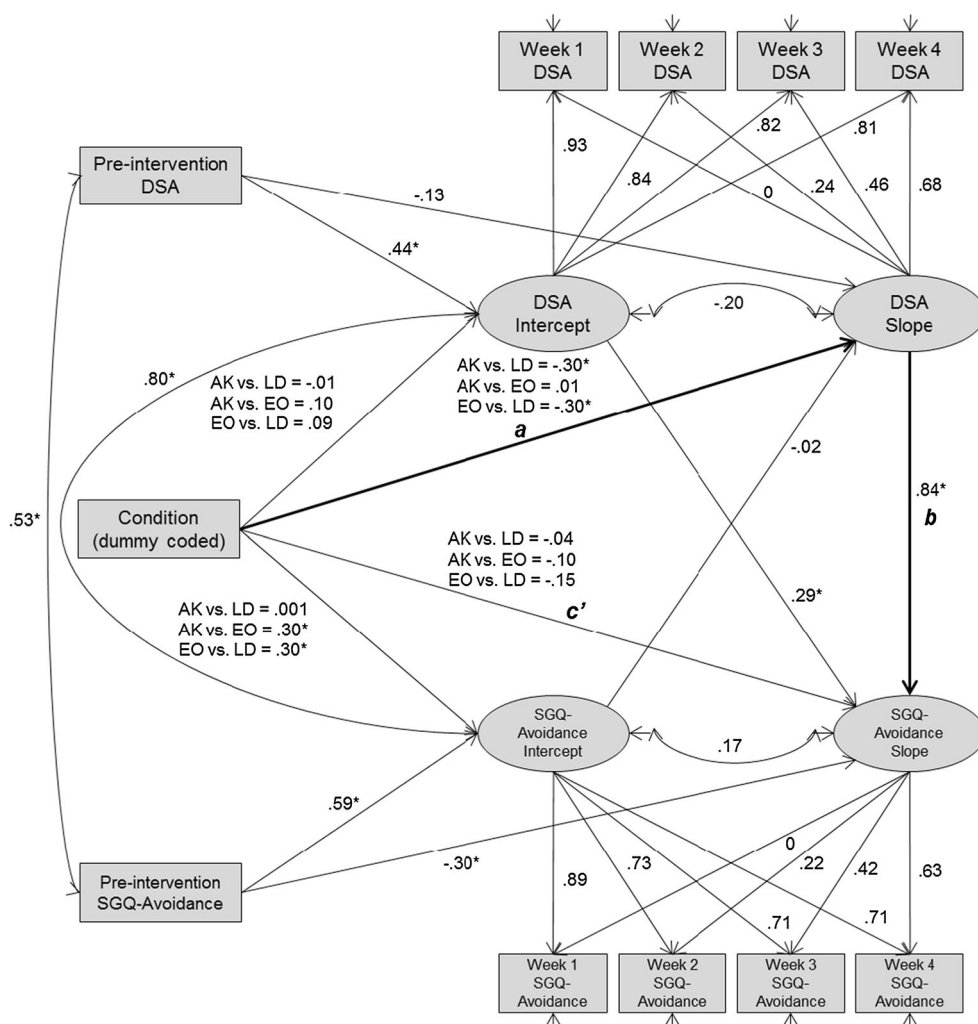 Week 1
DSA
Week 2
DSA
Week 3
DSA
Week 4
DSA
.93
.84
.82
.81
0
.24
.46
.68
Pre-intervention
DSA
-.13
.44*
DSA
Intercept
-.20
DSA
Slope
.80*
AK vs. LD = -.01
AK vs. EO = .10
EO vs. LD = .09
AK vs. LD = -.30*
AK vs. EO = .01
EO vs. LD = -.30*
a
-.02
.53*
Condition
(dummy coded)
.84*
b
AK vs. LD = -.04
AK vs. EO = -.10
EO vs. LD = -.15
c'
.29*
AK vs. LD = .001
AK vs. EO = .30*
EO vs. LD = .30*
SGQ-
Avoidance
Intercept
.17
SGQ-
Avoidance
Slope
.59*
-.30*
Pre-intervention
SGQ-Avoidance
.89
.73
.71
.71
0
.22
.42
.63
Week 1
SGQ-
Avoidance
Week 2
SGQ-
Avoidance
Week 3
SGQ-
Avoidance
Week 4
SGQ-
Avoidance